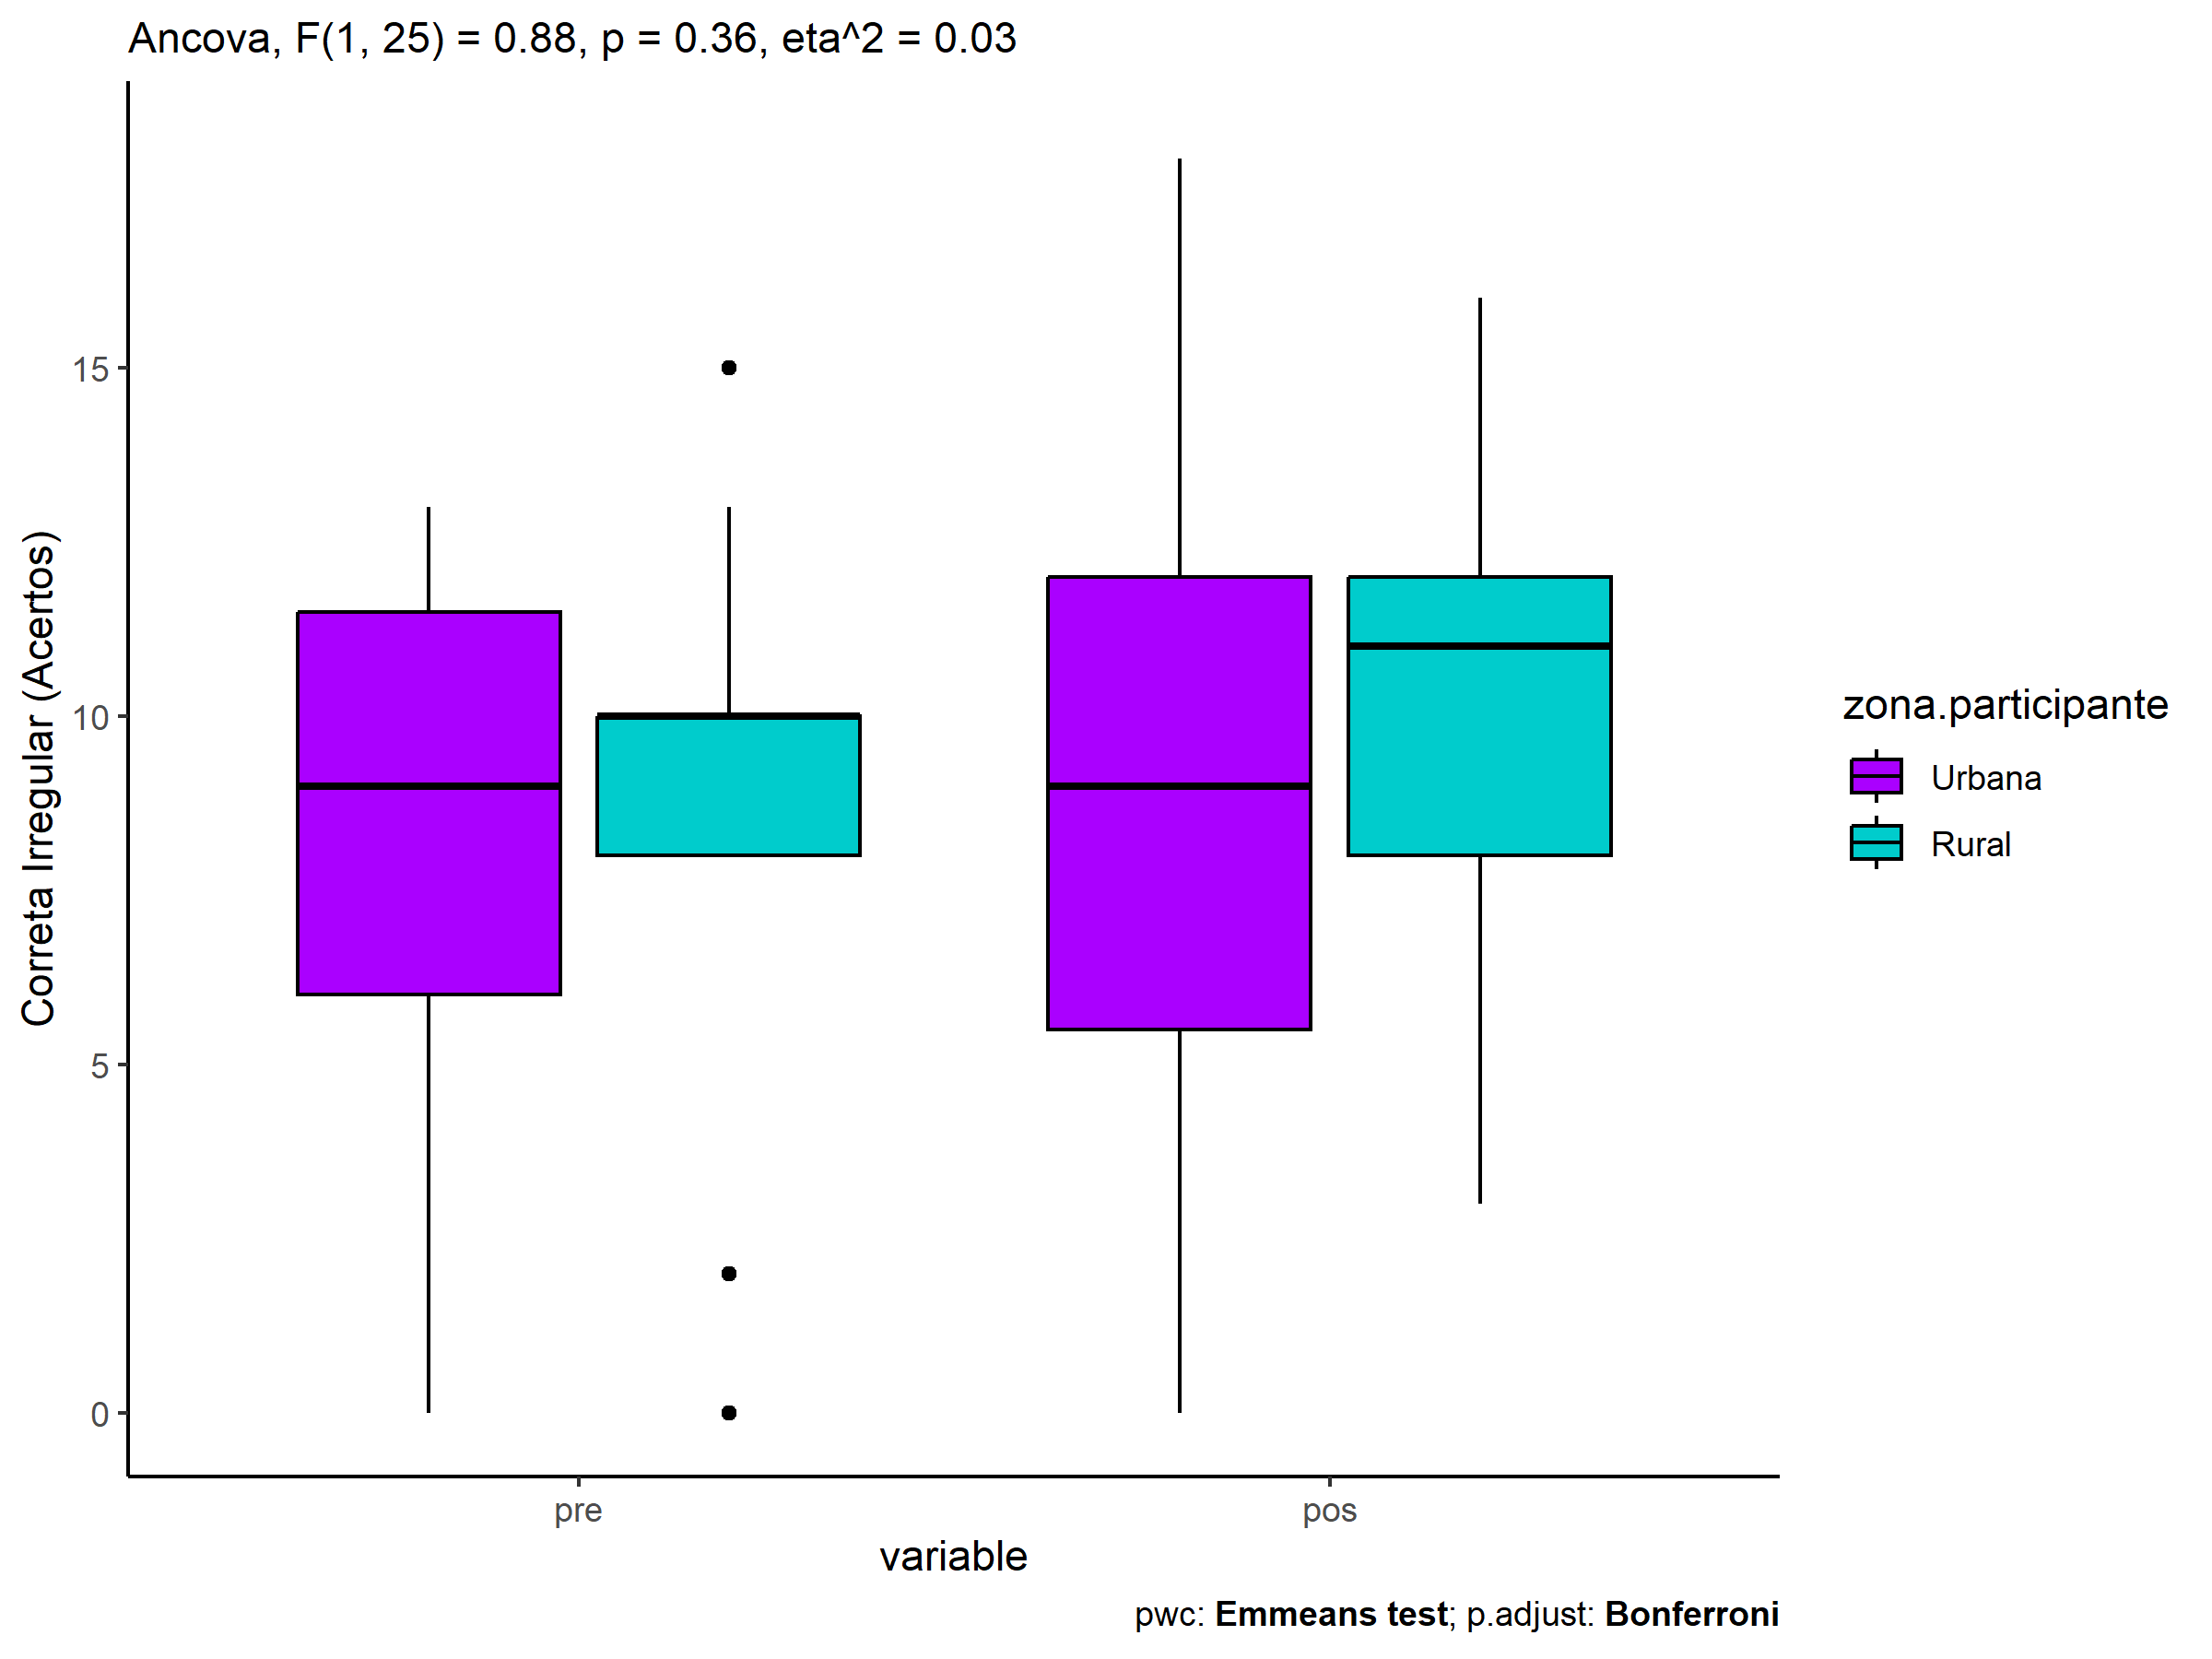 Ancova, F(1, 25) = 0.88, p = 0.36, eta^2 = 0.03
Correta Irregular (Acertos)
15
10
5
0
pre
pos
variable
zona.participante
Urbana
Rural
pwc: Emmeans test; p.adjust: Bonferroni